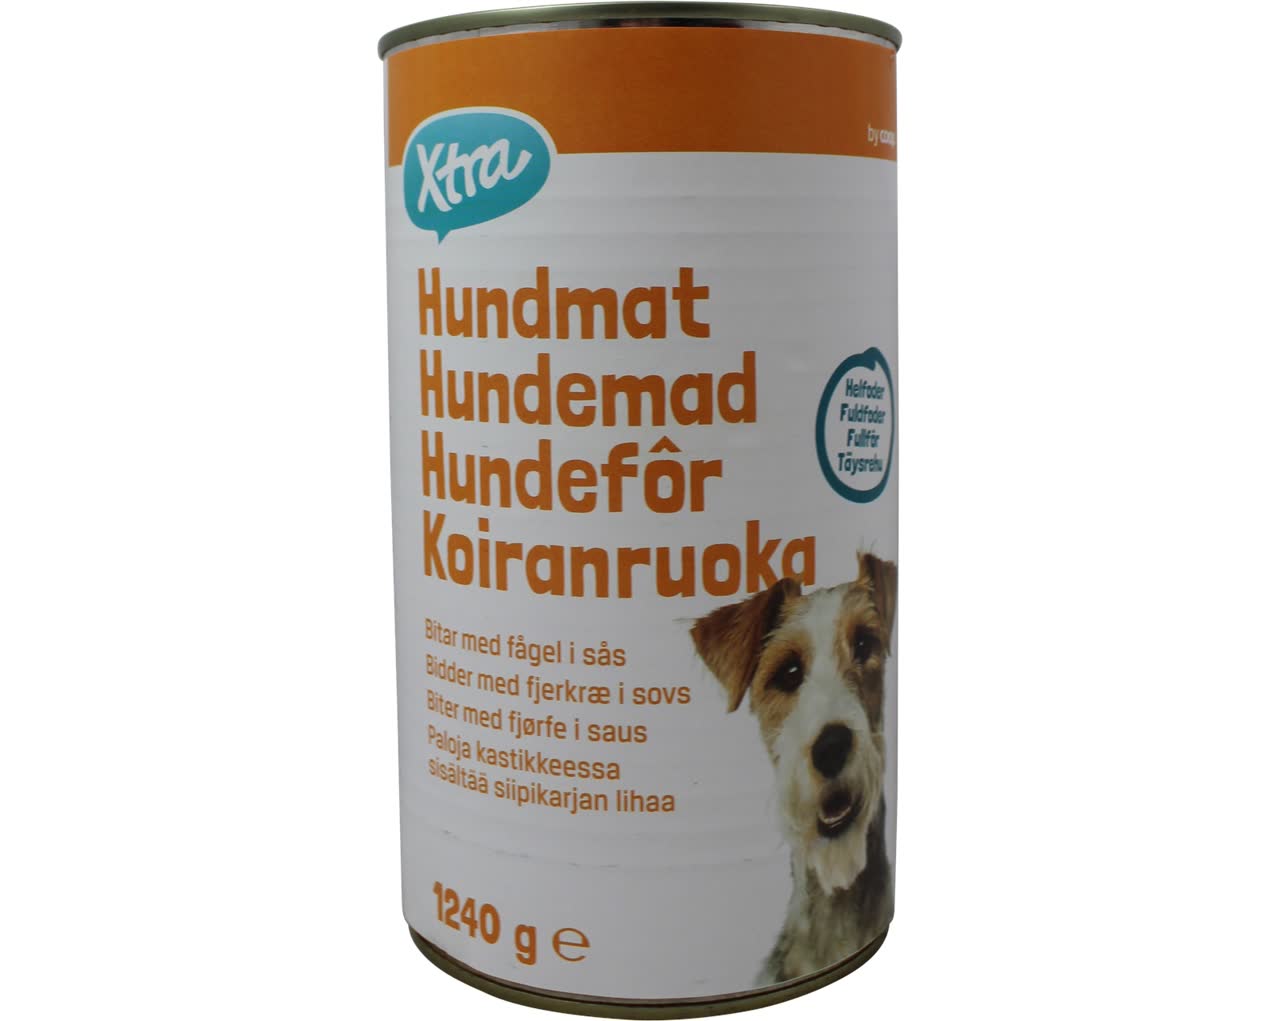 Xtra
by coop
Hundmat
Hundemad
Hundefôr
Koiranruoka
Helfoder
Fuldfoder
Fullfôr
Täysrehu
Bitar med fågel i sås
Bidder med fjerkræ i sovs
Biter med fjørfe i saus
Paloja kastikkeessa
sisältää siipikarjan lihaa
1240 g ℮